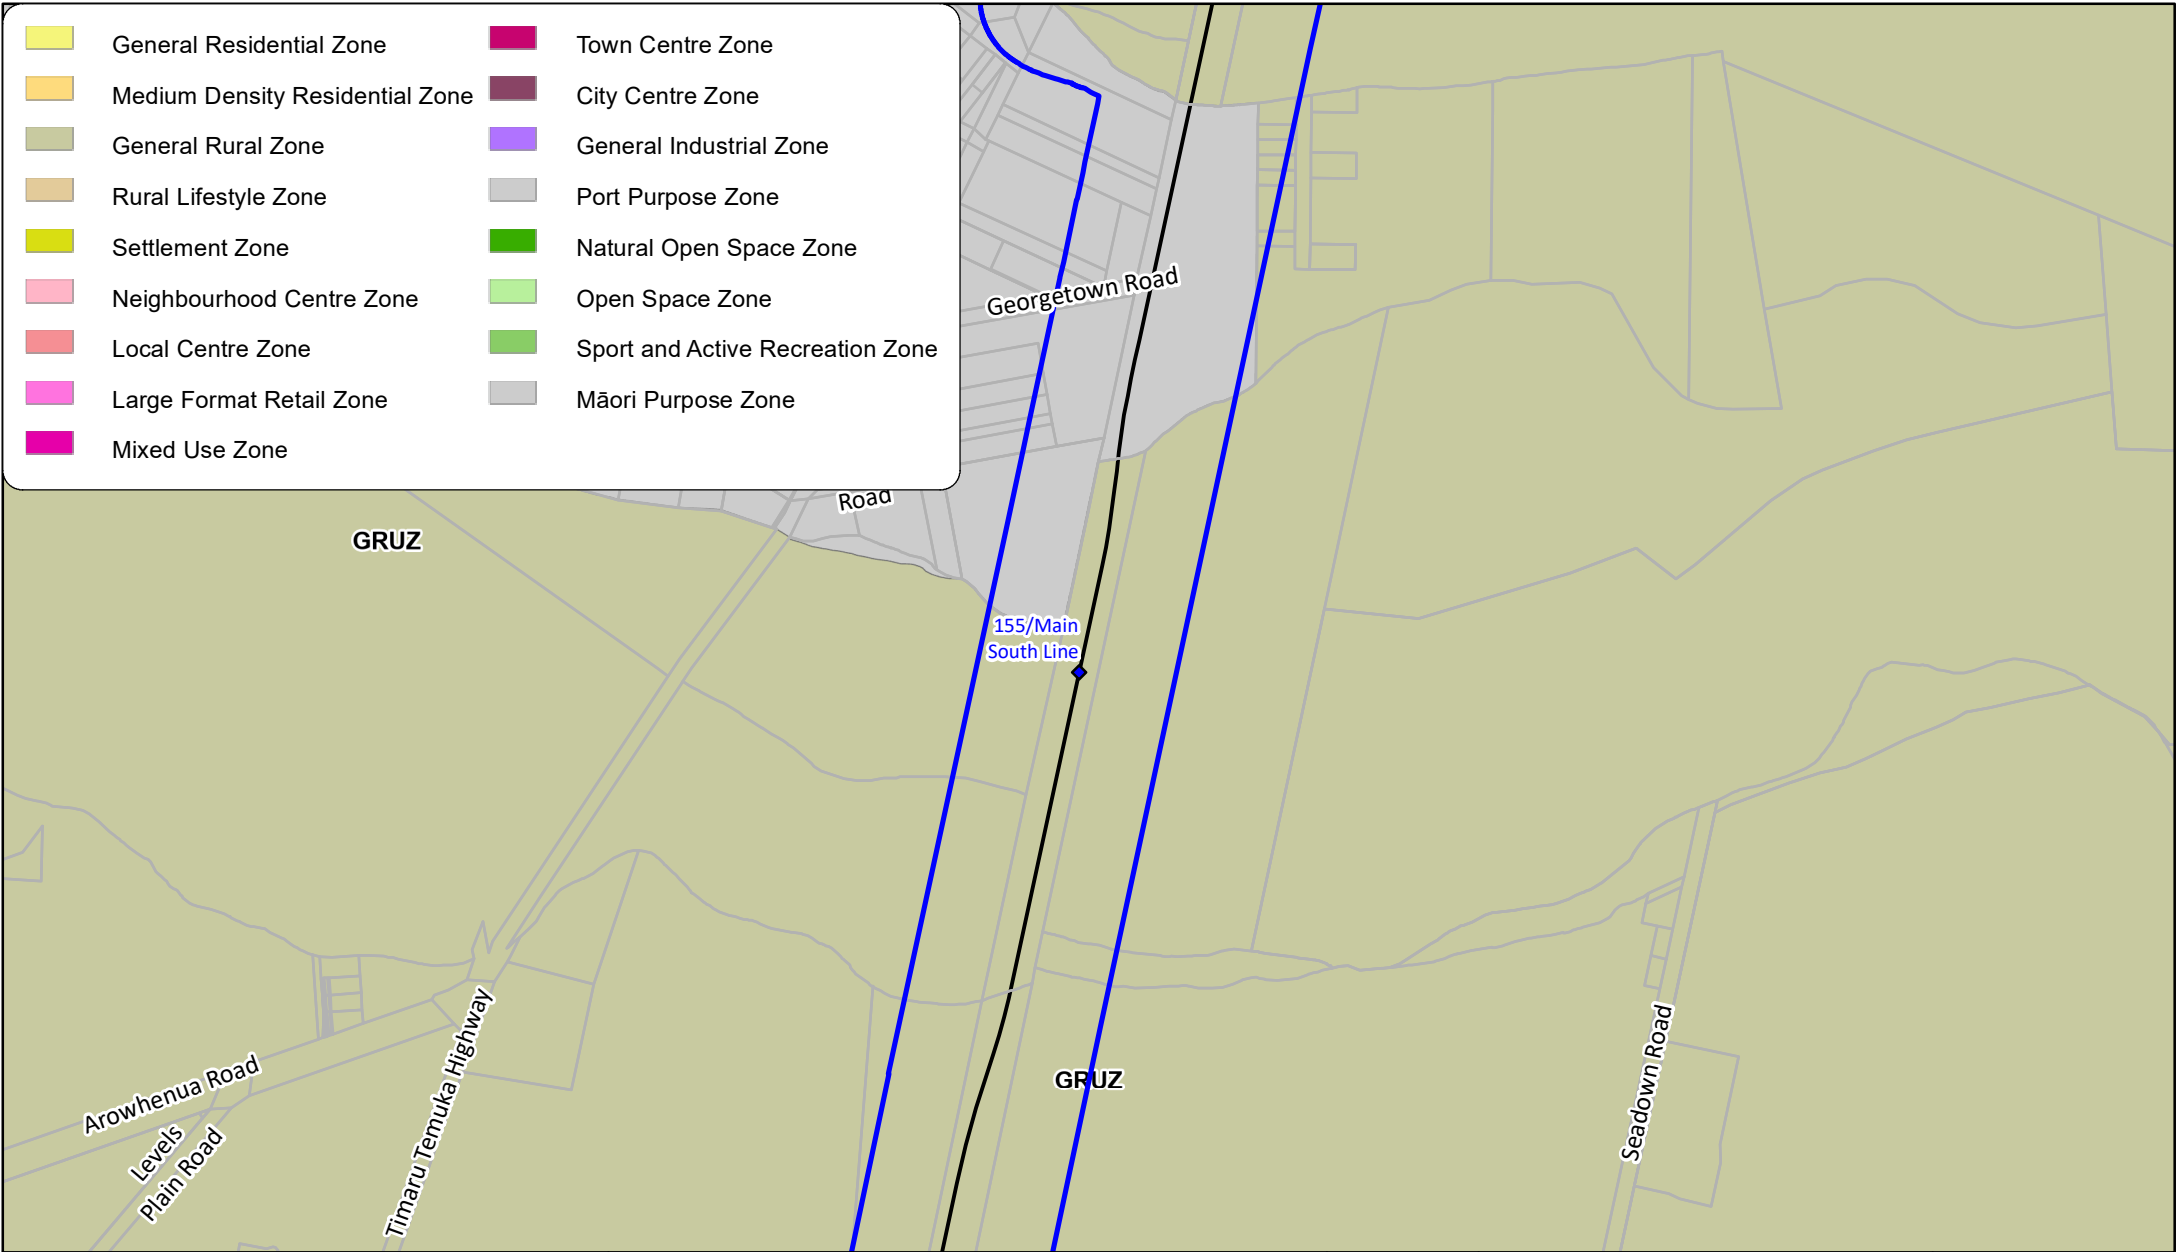 General Residential Zone
Medium Density Residential Zone
General Rural Zone
Rural Lifestyle Zone
Settlement Zone
Neighbourhood Centre Zone
Local Centre Zone
Large Format Retail Zone
Mixed Use Zone
Town Centre Zone
City Centre Zone
General Industrial Zone
Port Purpose Zone
Natural Open Space Zone
Open Space Zone
Sport and Active Recreation Zone
Māori Purpose Zone
Georgetown Road
Road
GRUZ
155/Main
South Line
GRUZ
Arowhenua Road
Levels
Plain Road
Timaru Temuka Highway
Seadown Road